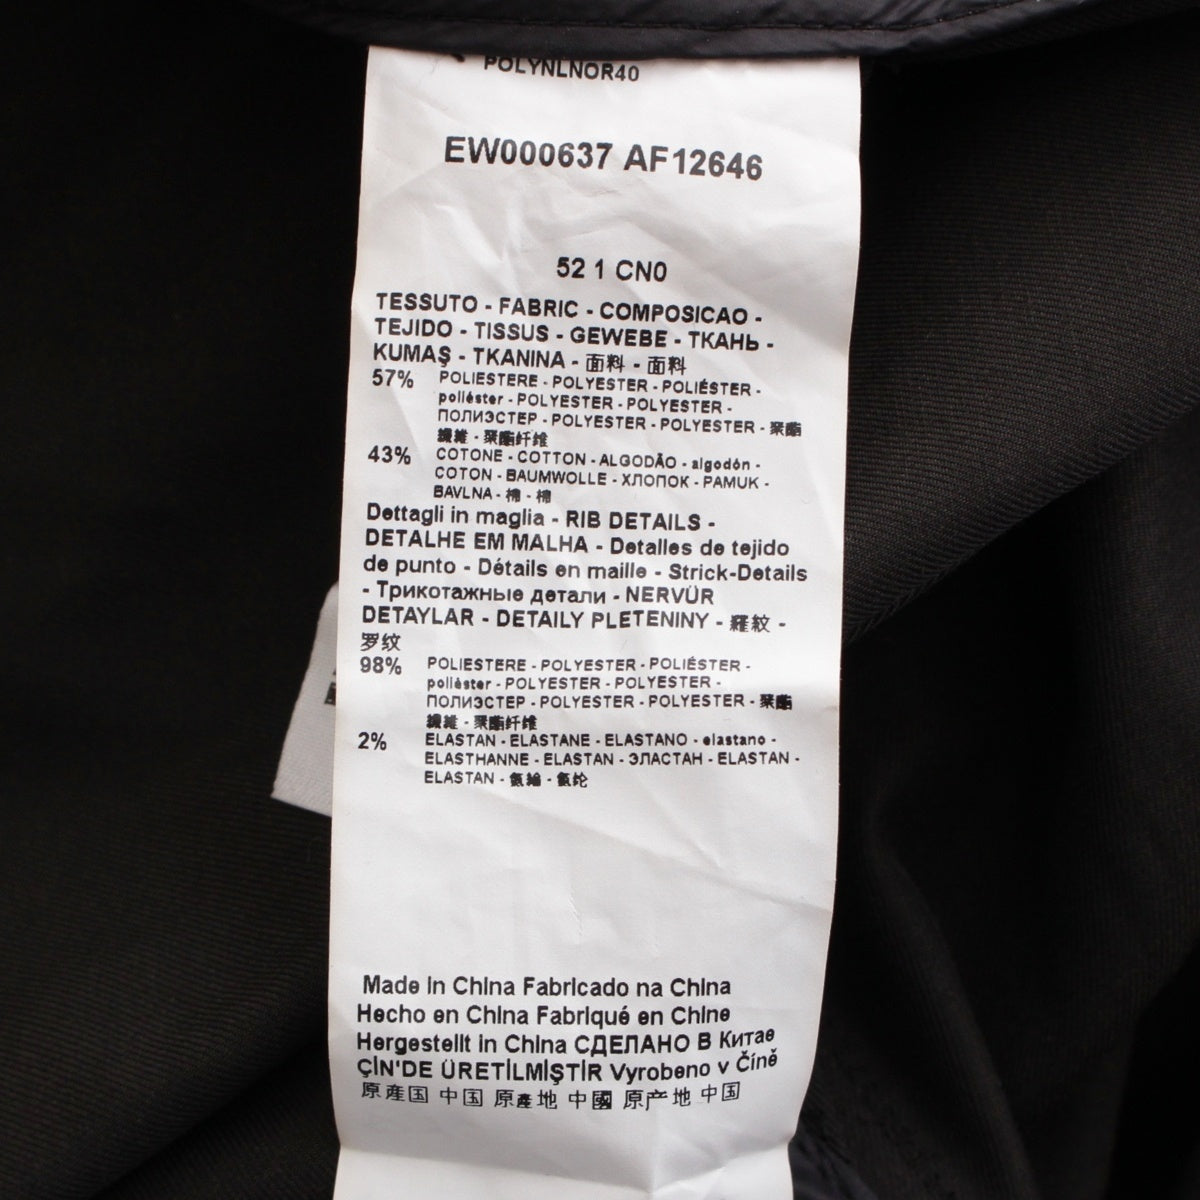 POLYNLNOR40
EW000637 AF12646
52 1 CN0
TESSUTO - FABRIC - COMPOSICAO -
TEJIDO - TISSUS - GEWEBE - ТКАНЬ -
KUMAŞ - TKANINA - 面料 - 面料
57% POLIESTERE - POLYESTER - POLIÉSTER -
poliéster - POLYESTER - POLYESTER -
ПОЛИЭСТЕР - POLYESTER - POLYESTER - 聚酯
纖維 - 聚酯纤维
43% COTONE - COTTON - ALGODÃO - algodón -
COTON - BAUMWOLLE - ХЛОПОК - PAMUK -
BAVLNA - 棉 - 棉
Dettagli in maglia - RIB DETAILS -
DETALHE EM MALHA - Detalles de tejido
de punto - Détails en maille - Strick-Details
- Трикотажные детали - NERVÜR
DETAYLAR - DETAILY PLETENINY - 羅紋 -
罗纹
98% POLIESTERE - POLYESTER - POLIÉSTER -
poliéster - POLYESTER - POLYESTER -
ПОЛИЭСТЕР - POLYESTER - POLYESTER - 聚酯
纖維 - 聚酯纤维
2% ELASTAN - ELASTANE - ELASTANO - elastano -
ELASTHANNE - ELASTAN - ЭЛАСТАН - ELASTAN -
ELASTAN - 氨綸 - 氨纶
Made in China Fabricado na China
Hecho en China Fabriqué en Chine
Hergestellt in China СДЕЛАНО В Китае
ÇİN'DE ÜRETİLMİŞTİR Vyrobeno v Číně
原産国 中国 原產地 中國 原产地 中国